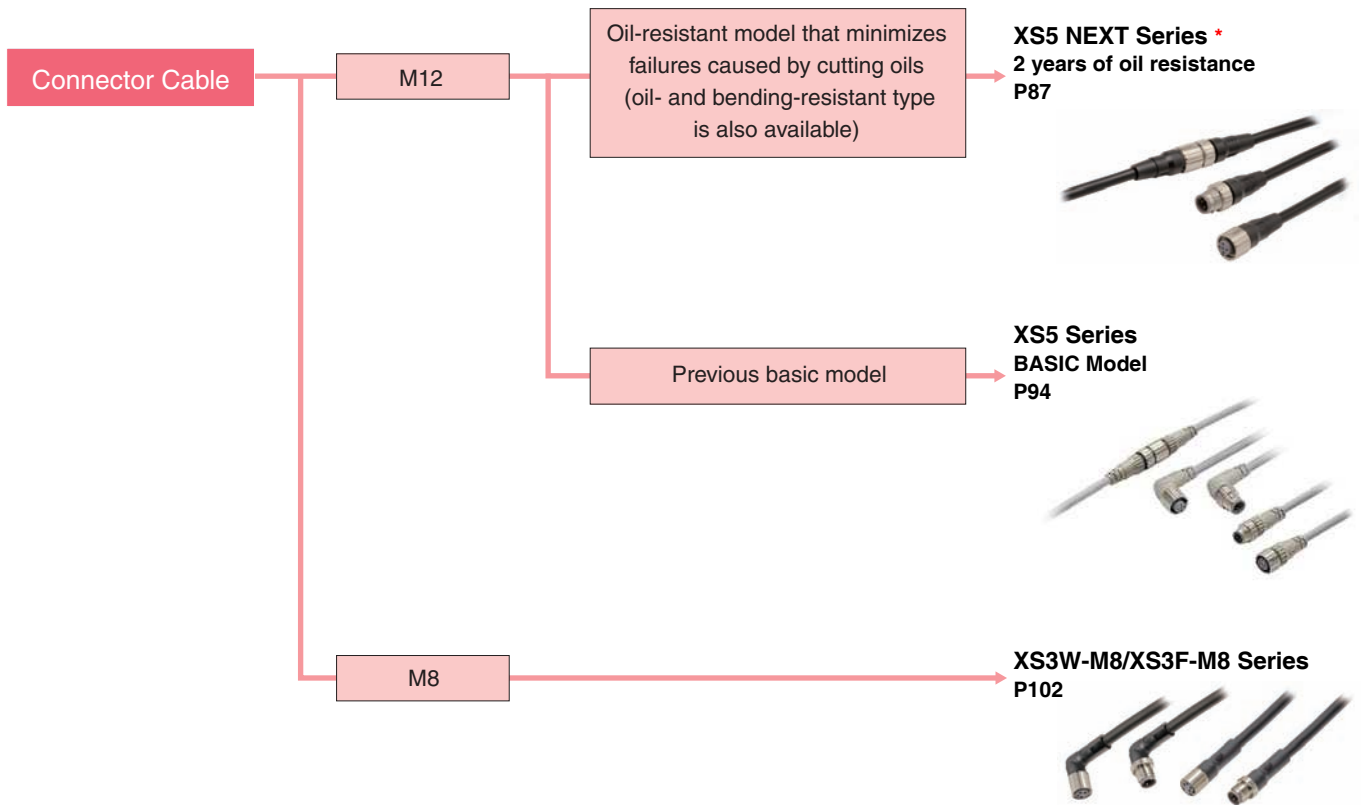 Connector Cable
M12
Oil-resistant model that minimizes
failures caused by cutting oils
(oil- and bending-resistant type
is also available)
XS5 NEXT Series *
2 years of oil resistance
P87
Previous basic model
XS5 Series
BASIC Model
P94
M8
XS3W-M8/XS3F-M8 Series
P102